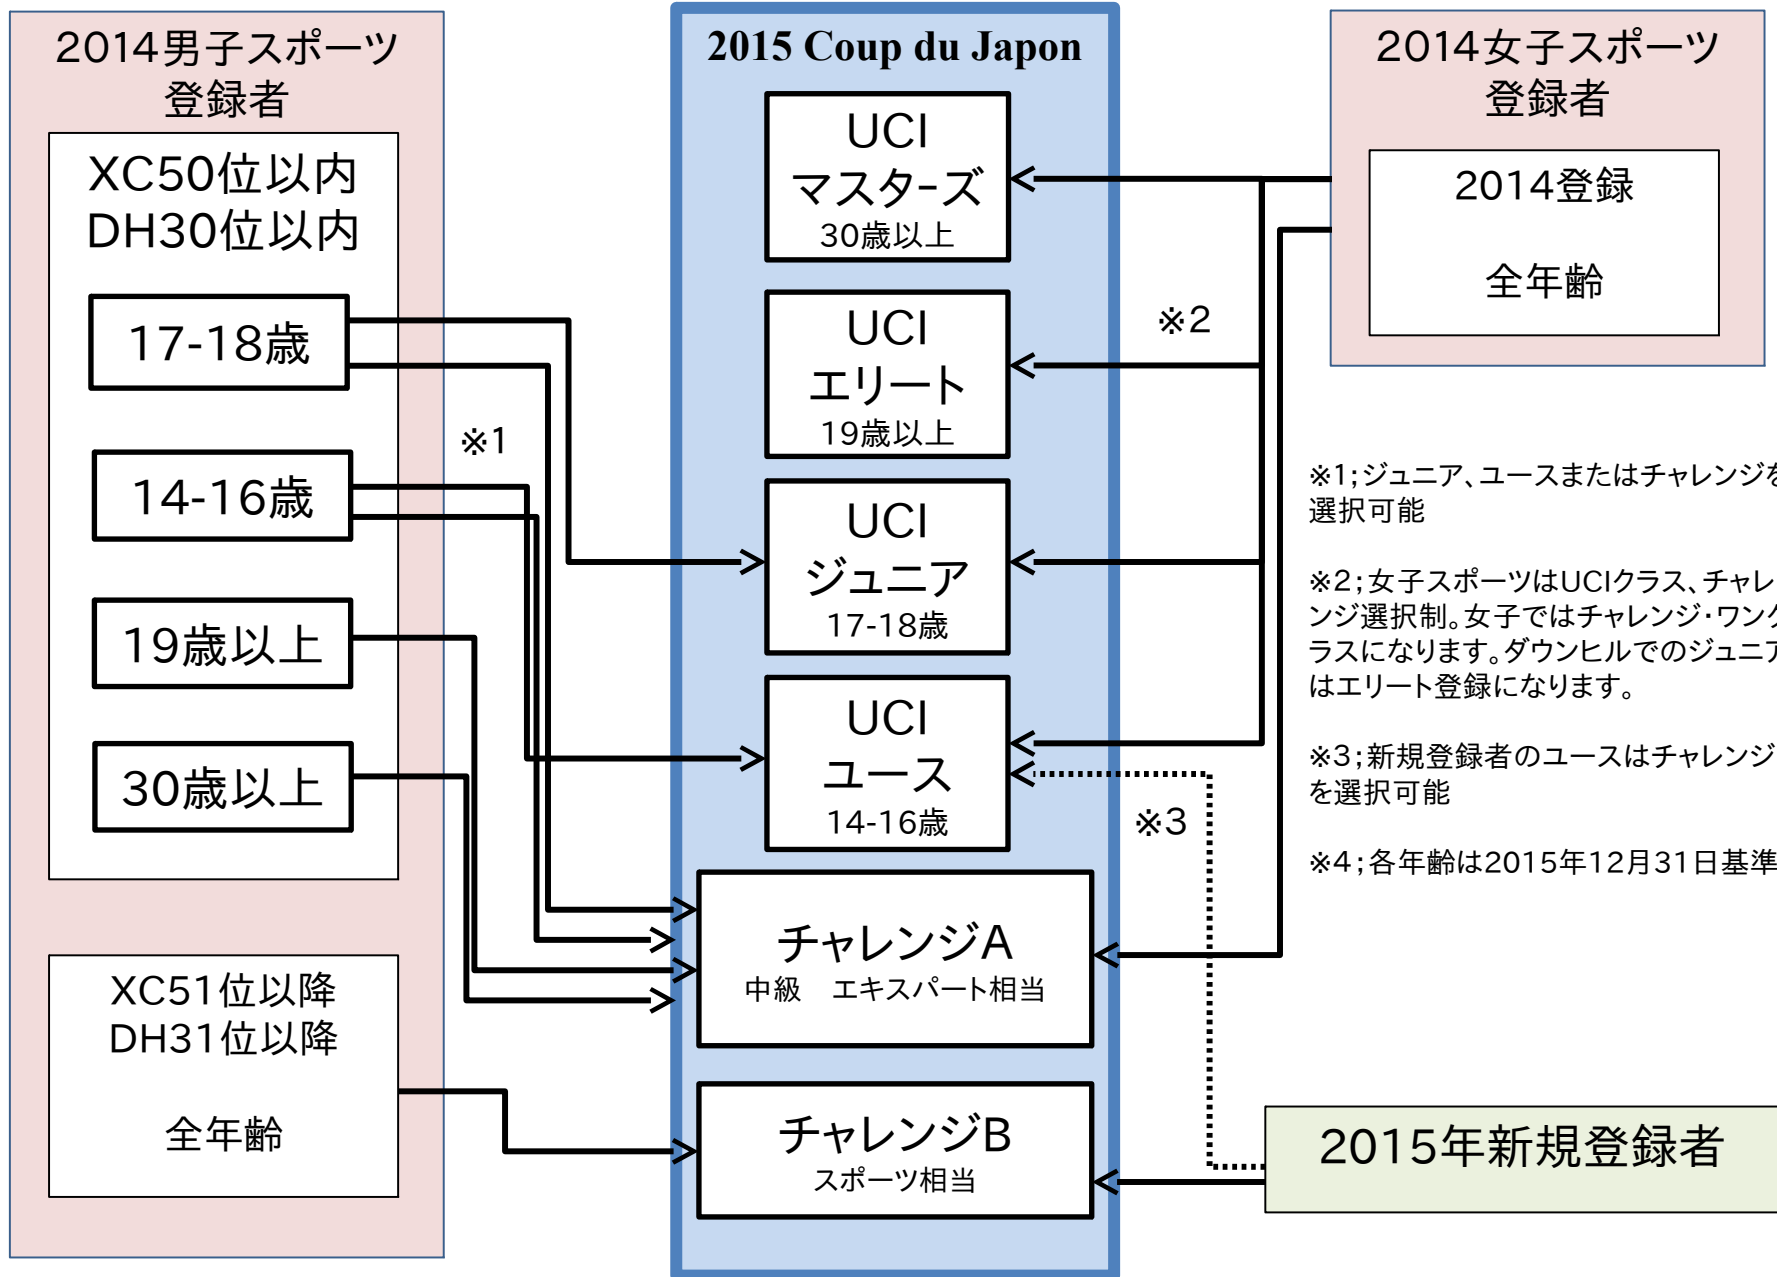 2014男子スポーツ
登録者
XC50位以内
DH30位以内
17-18歳
14-16歳
19歳以上
30歳以上
XC51位以降
DH31位以降
全年齢
※1
2015 Coup du Japon
UCI
マスターズ
30歳以上
UCI
エリート
19歳以上
UCI
ジュニア
17-18歳
UCI
ユース
14-16歳
チャレンジA
中級　エキスパート相当
チャレンジB
スポーツ相当
※2
※3
2014女子スポーツ
登録者
2014登録
全年齢
※1;ジュニア、ユースまたはチャレンジを
選択可能
※2;女子スポーツはUCIクラス、チャレ
ンジ選択制。女子ではチャレンジ・ワンク
ラスになります。ダウンヒルでのジュニア
はエリート登録になります。
※3;新規登録者のユースはチャレンジ
を選択可能
※4;各年齢は2015年12月31日基準
2015年新規登録者